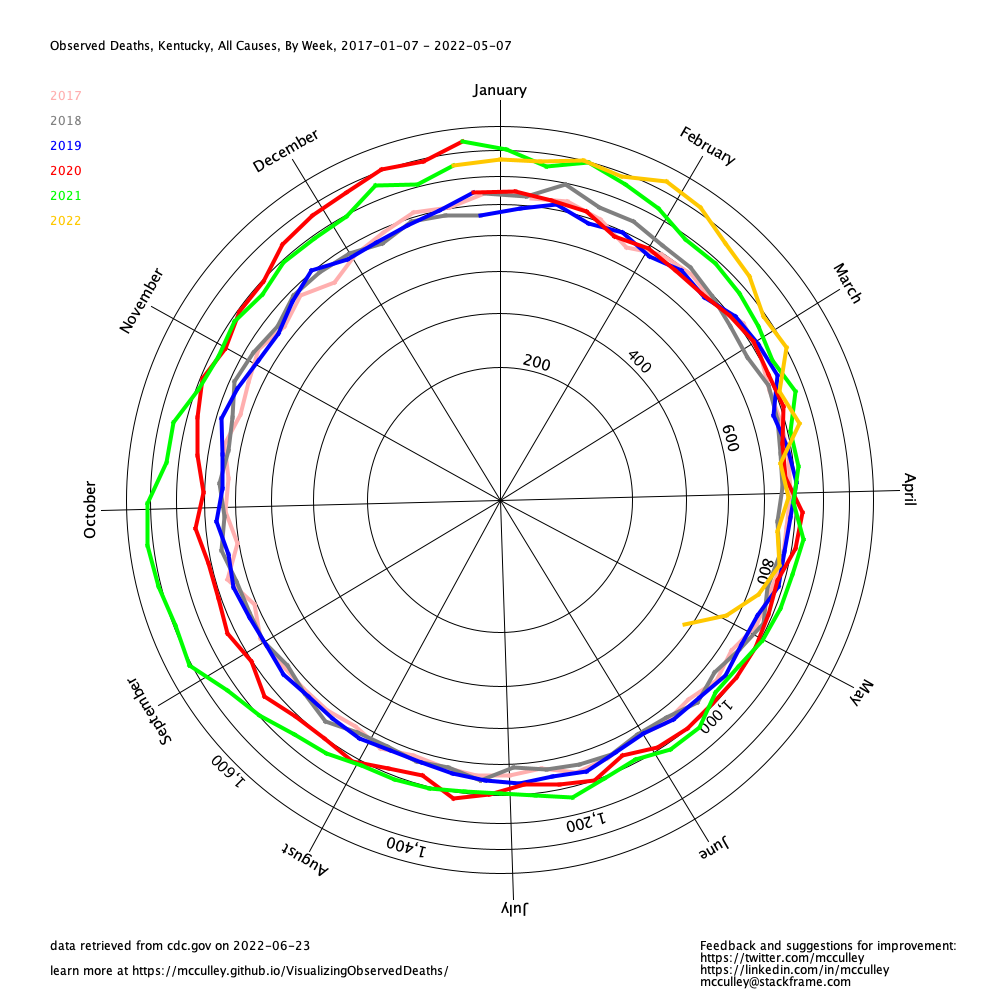 Observed Deaths, Kentucky, All Causes, By Week, 2017-01-07 - 2022-05-07
2017
2018
2019
2020
2021
2022
January
February
March
April
May
June
July
August
September
October
November
December
200
400
600
800
1,000
1,200
1,400
1,600
data retrieved from cdc.gov on 2022-06-23
learn more at https://mcculley.github.io/VisualizingObservedDeaths/
Feedback and suggestions for improvement:
https://twitter.com/mcculley
https://linkedin.com/in/mcculley
mcculley@stackframe.com